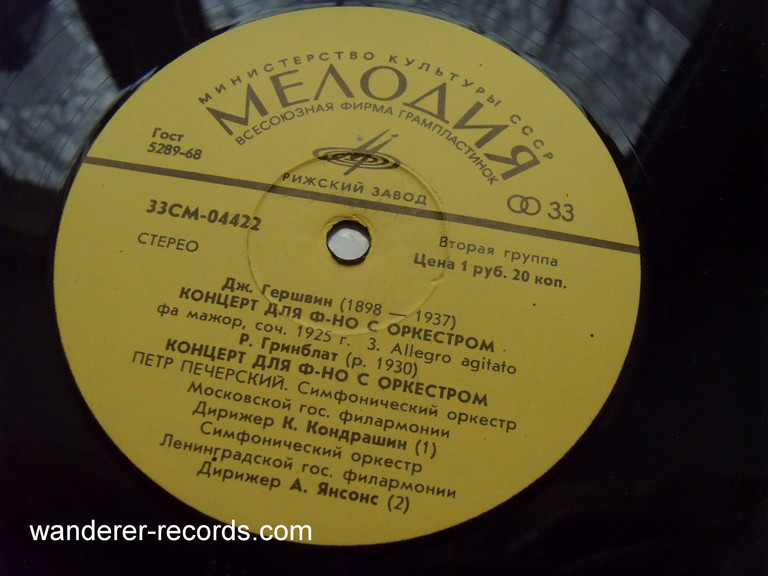 МИНИСТЕРСТВО КУЛЬТУРЫ СССР
МЕЛОДИЯ
ВСЕСОЮЗНАЯ ФИРМА ГРАМПЛАСТИНОК
Гост
5289-68
РИЖСКИЙ ЗАВОД
33
33СМ-04422
СТЕРЕО
Вторая группа
Цена 1 руб. 20 коп.
Дж. Гершвин (1898 — 1937)
КОНЦЕРТ ДЛЯ Ф-НО С ОРКЕСТРОМ
фа мажор, соч. 1925 г. 3. Allegro agitato
Р. Гринблат (р. 1930)
КОНЦЕРТ ДЛЯ Ф-НО С ОРКЕСТРОМ
ПЕТР ПЕЧЕРСКИЙ. Симфонический оркестр
Московской гос. филармонии
Дирижер К. Кондрашин (1)
Симфонический оркестр
Ленинградской гос. филармонии
Дирижер А. Янсонс (2)
wanderer-records.com